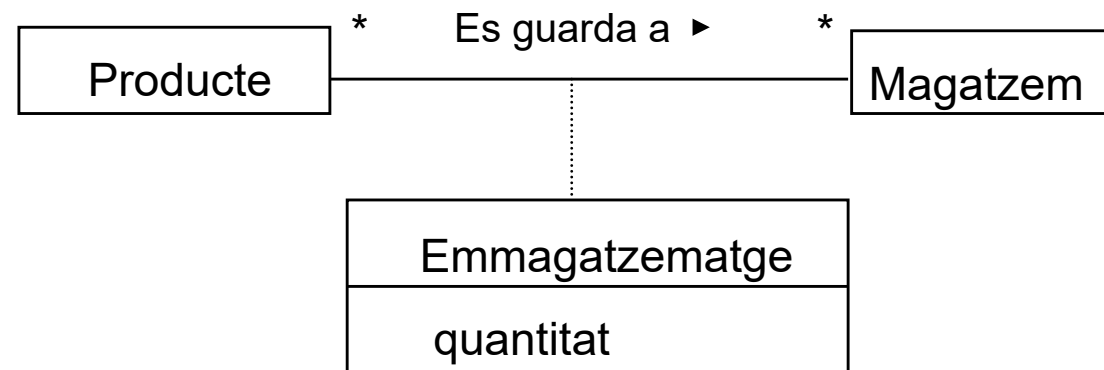 * Es guarda a ► *
Producte
Magatzem
Emmagatzematge
quantitat